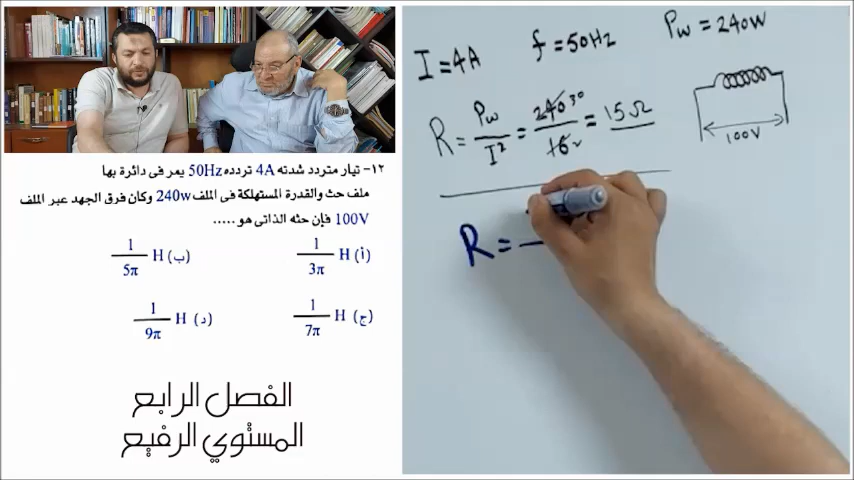 ١٢- تيار متردد شدته 4A تردده 50Hz يمر فى دائرة بها
ملف حث والقدرة المستهلكة فى الملف 240w وكان فرق الجهد عبر الملف
100V فإن حثه الذاتى هو .....
(أ) 1/3π H
(ب) 1/5π H
(ج) 1/7π H
(د) 1/9π H
الفصل الرابع
المستوي الرفيع
I = 4A
f = 50Hz
Pw = 240W
R = Pw/I² = 240/16 = 15 Ω
100V
R =